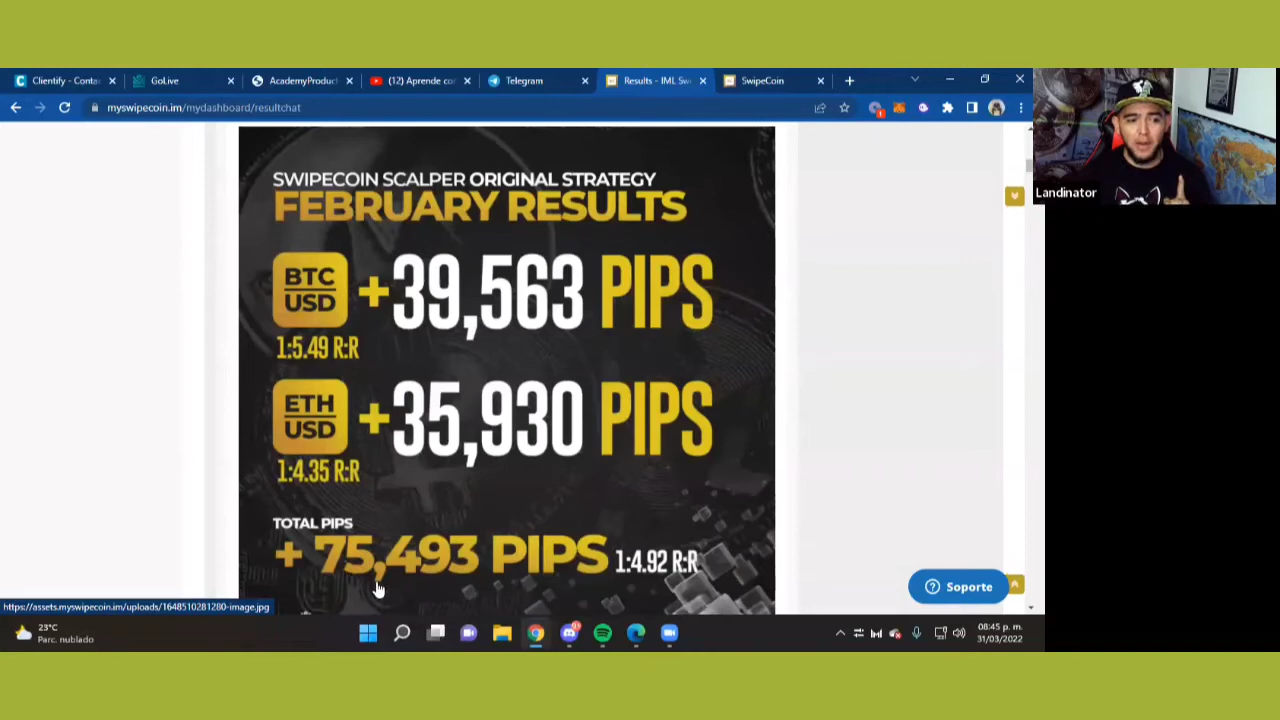 Clientify - Conta
GoLive
AcademyProduc
(12) Aprende co
Telegram
Results - IML Sw
SwipeCoin
myswipecoin.im/mydashboard/resultchat
Landinator
SWIPECOIN SCALPER ORIGINAL STRATEGY
FEBRUARY RESULTS
BTC
USD
+39,563 PIPS
1:5.49 R:R
ETH
USD
+35,930 PIPS
1:4.35 R:R
TOTAL PIPS
+ 75,493 PIPS 1:4.92 R:R
Soporte
https://assets.myswipecoin.im/uploads/1648510281280-image.jpg
23°C
Parc. nublado
08:45 p. m.
31/03/2022